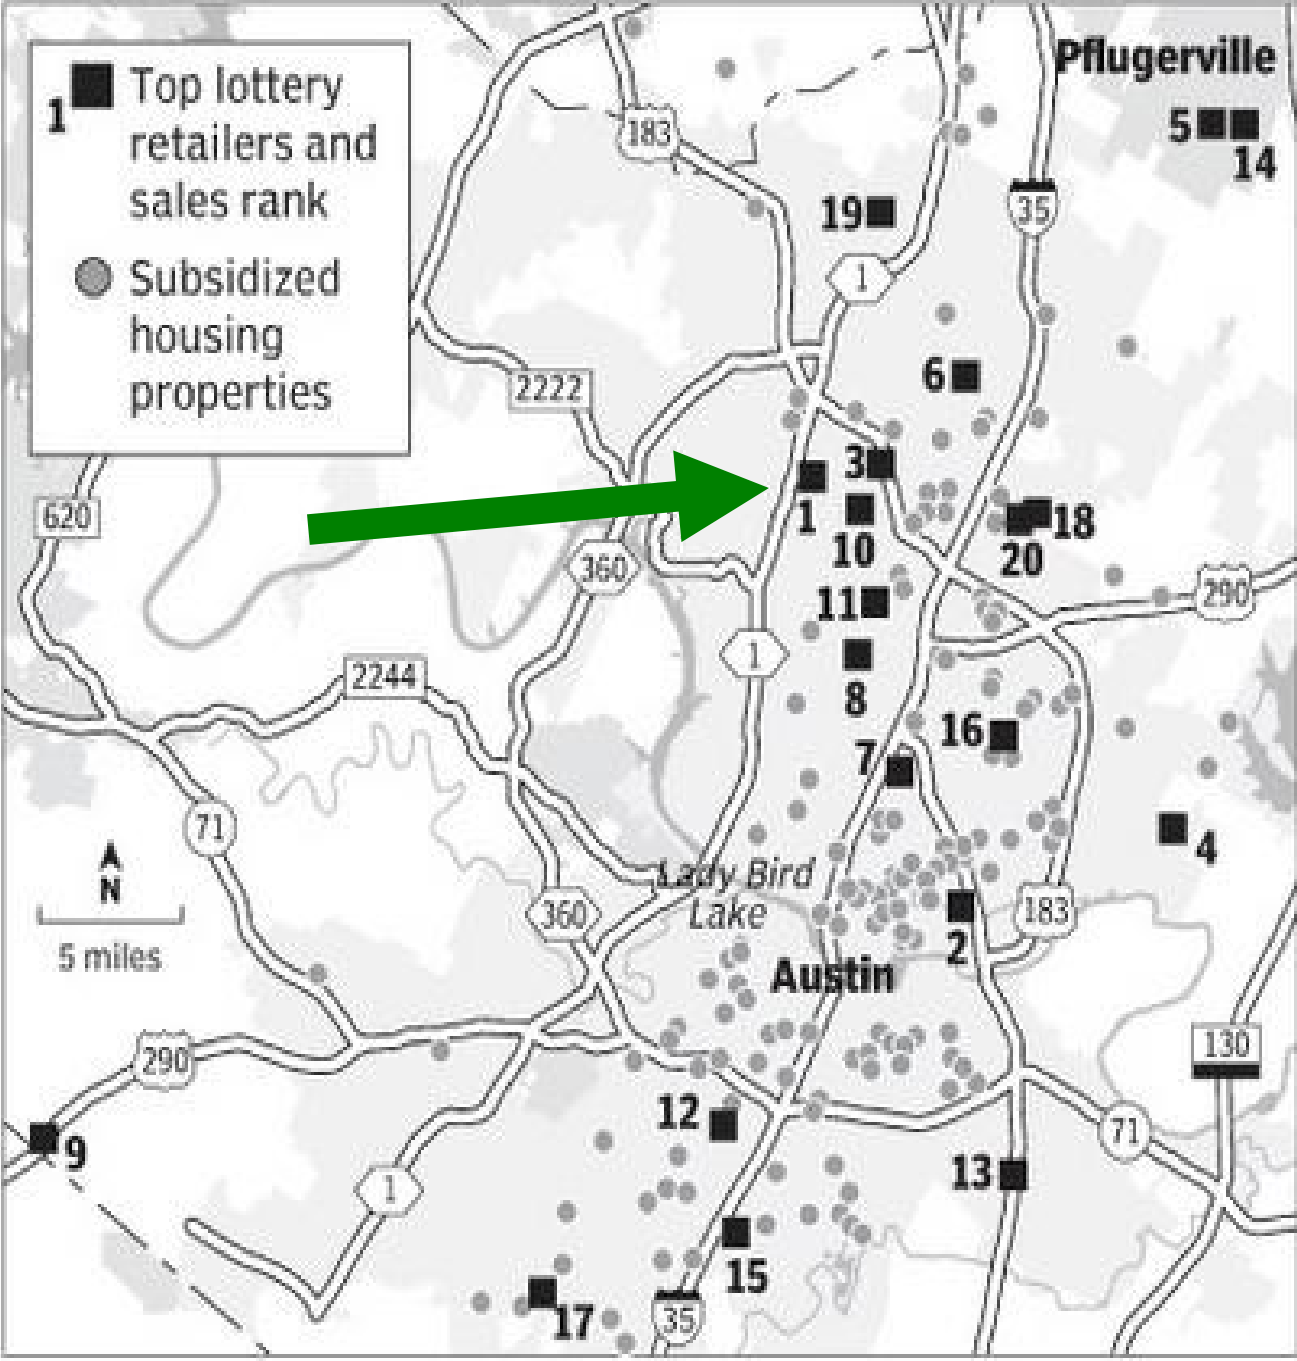 1
Top lottery
retailers and
sales rank
Subsidized
housing
properties
Pflugerville
5
14
183
35
19
1
6
2222
3
1
10
18
20
620
360
290
11
1
8
2244
16
7
71
4
A
N
5 miles
Lady Bird
Lake
360
183
2
Austin
130
290
12
71
9
13
1
15
17
35